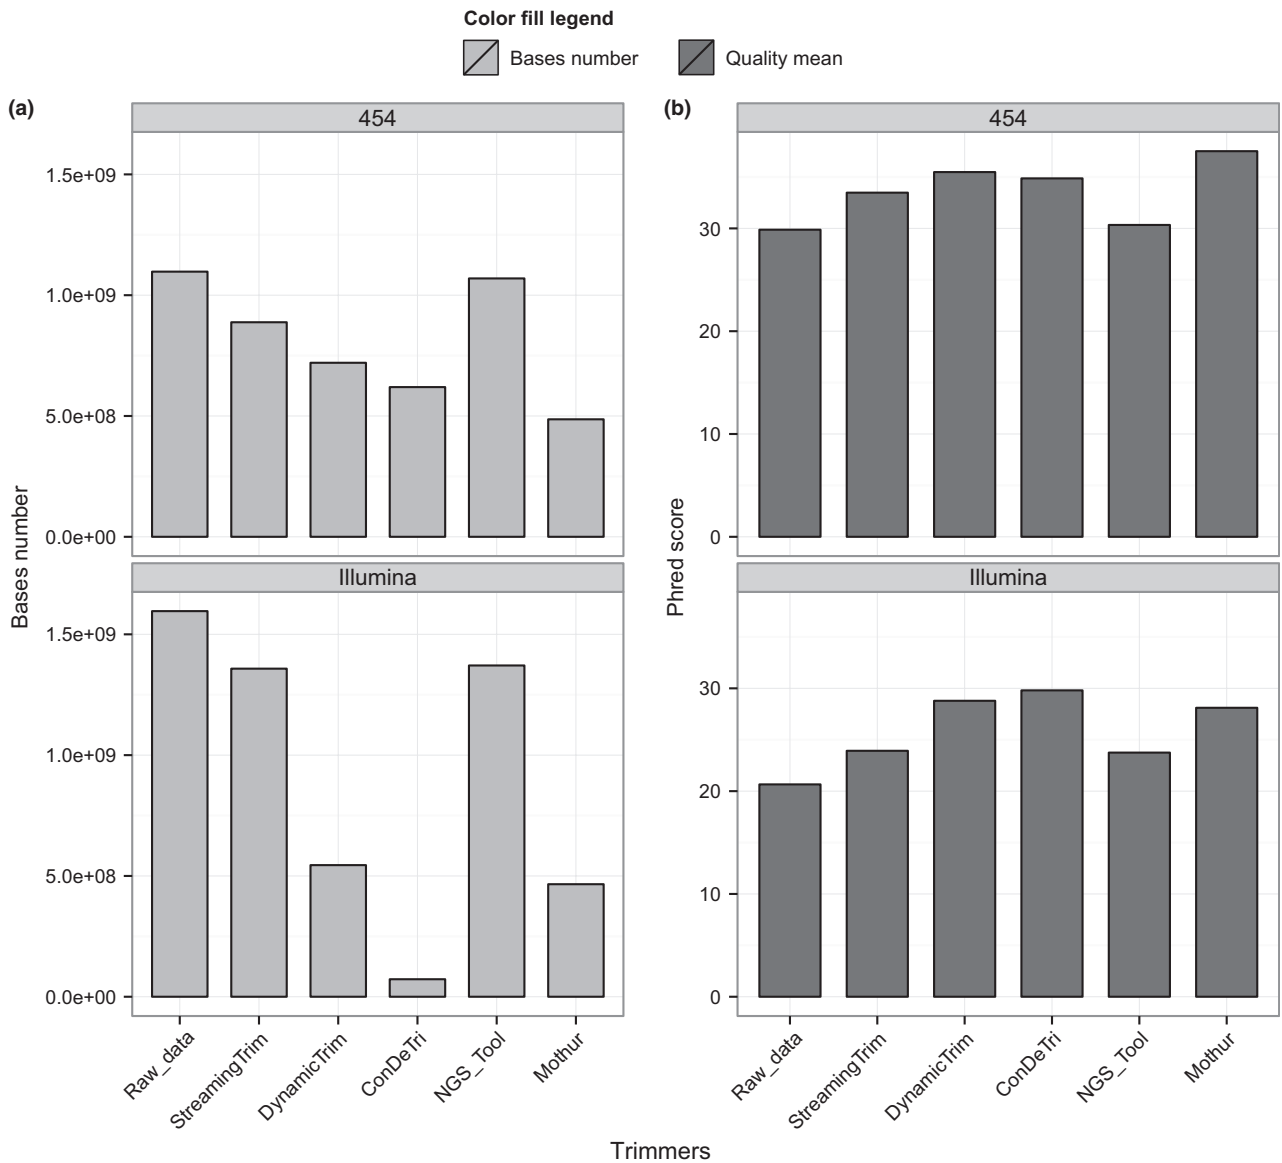 Color fill legend
Bases number
Quality mean
(a)
454
1.5e+09
1.0e+09
5.0e+08
0.0e+00
Illumina
1.5e+09
1.0e+09
5.0e+08
0.0e+00
Bases number
Raw_data
StreamingTrim
DynamicTrim
ConDeTri
NGS_Tool
Mothur
(b)
454
30
20
10
0
Illumina
30
20
10
0
Phred score
Raw_data
StreamingTrim
DynamicTrim
ConDeTri
NGS_Tool
Mothur
Trimmers